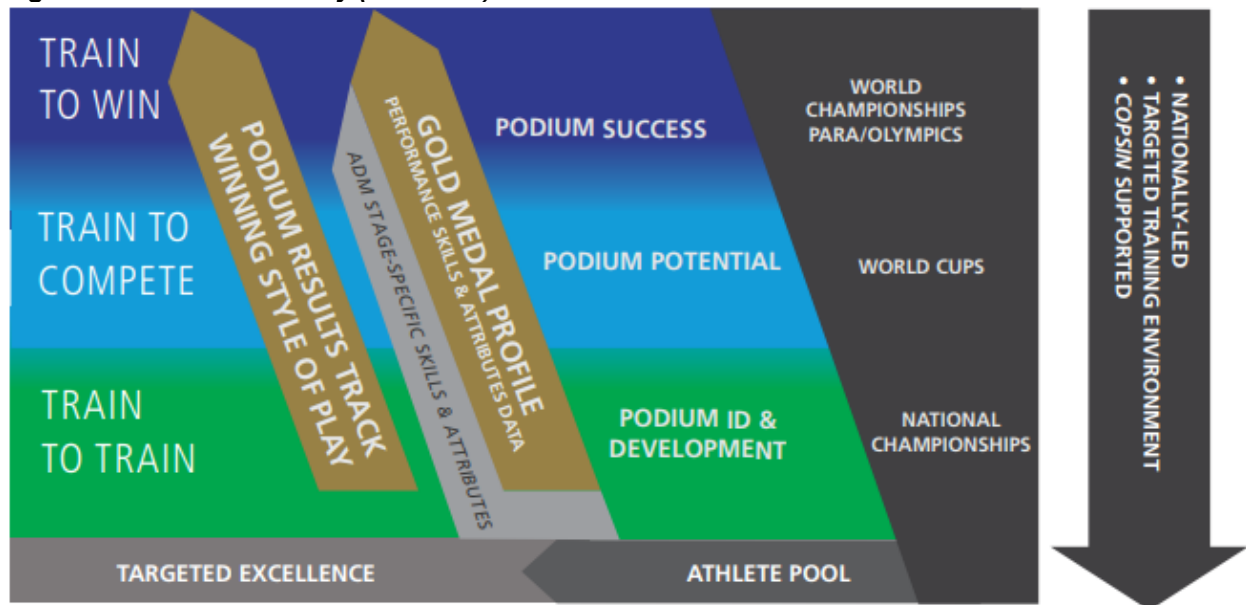 TRAIN
TO WIN
TRAIN TO
COMPETE
TRAIN
TO TRAIN
PODIUM RESULTS TRACK
WINNING STYLE OF PLAY
ADM STAGE-SPECIFIC SKILLS & ATTRIBUTES
GOLD MEDAL PROFILE
PERFORMANCE SKILLS & ATTRIBUTES DATA
PODIUM SUCCESS
PODIUM POTENTIAL
PODIUM ID &
DEVELOPMENT
WORLD
CHAMPIONSHIPS
PARA/OLYMPICS
WORLD CUPS
NATIONAL
CHAMPIONSHIPS
• NATIONALLY-LED
• TARGETED TRAINING ENVIRONMENT
• COPSIN SUPPORTED
TARGETED EXCELLENCE
ATHLETE POOL